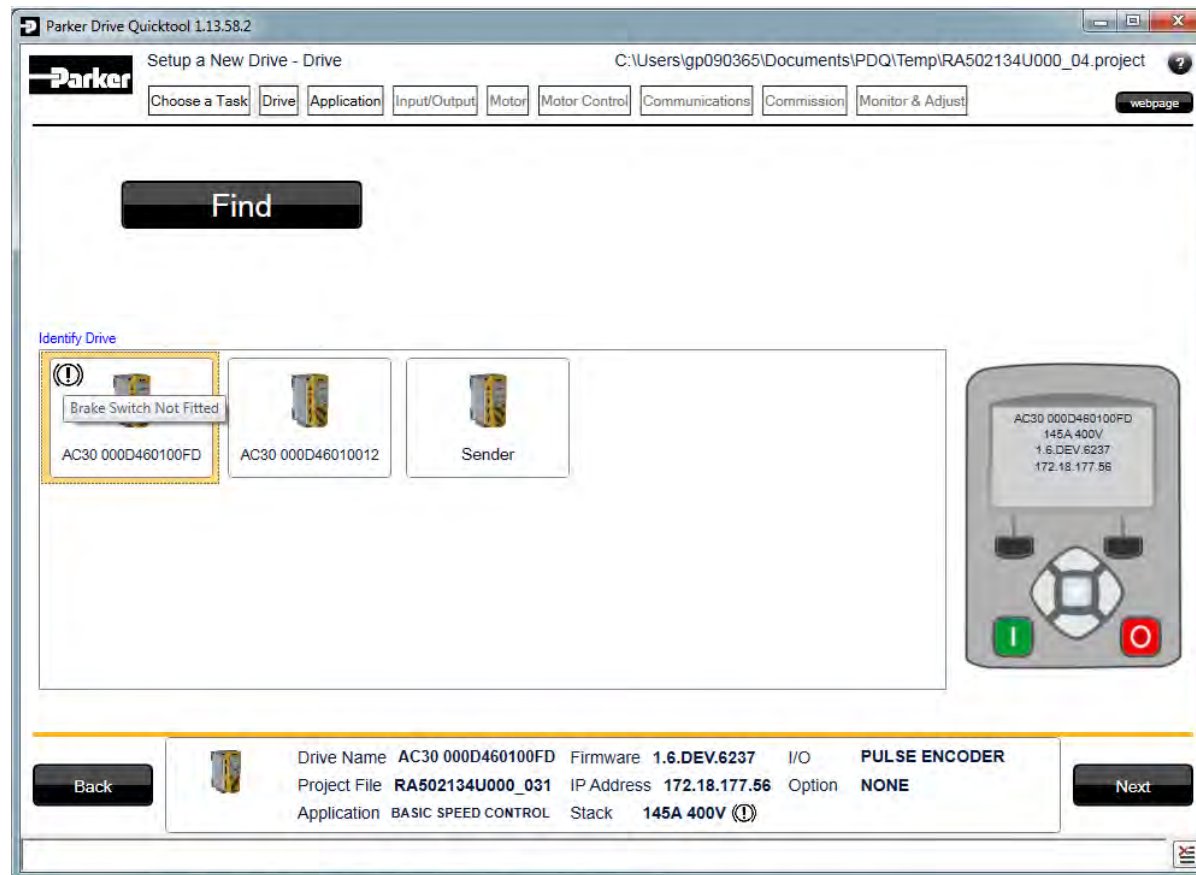 Parker Drive Quicktool 1.13.58.2
Parker
Setup a New Drive - Drive
C:\Users\gp090365\Documents\PDQ\Temp\RA502134U000_04.project
?
Choose a Task Drive Application Input/Output Motor Motor Control Communications Commission Monitor & Adjust
webpage
Find
Identify Drive
(!)
Brake Switch Not Fitted
AC30 000D460100FD
AC30 000D46010012
Sender
AC30 000D460100FD
145A 400V
1.6.DEV.6237
172.18.177.56
I
O
Back
Drive Name AC30 000D460100FD Firmware 1.6.DEV.6237 I/O PULSE ENCODER
Project File RA502134U000_031 IP Address 172.18.177.56 Option NONE
Application BASIC SPEED CONTROL Stack 145A 400V (!)
Next